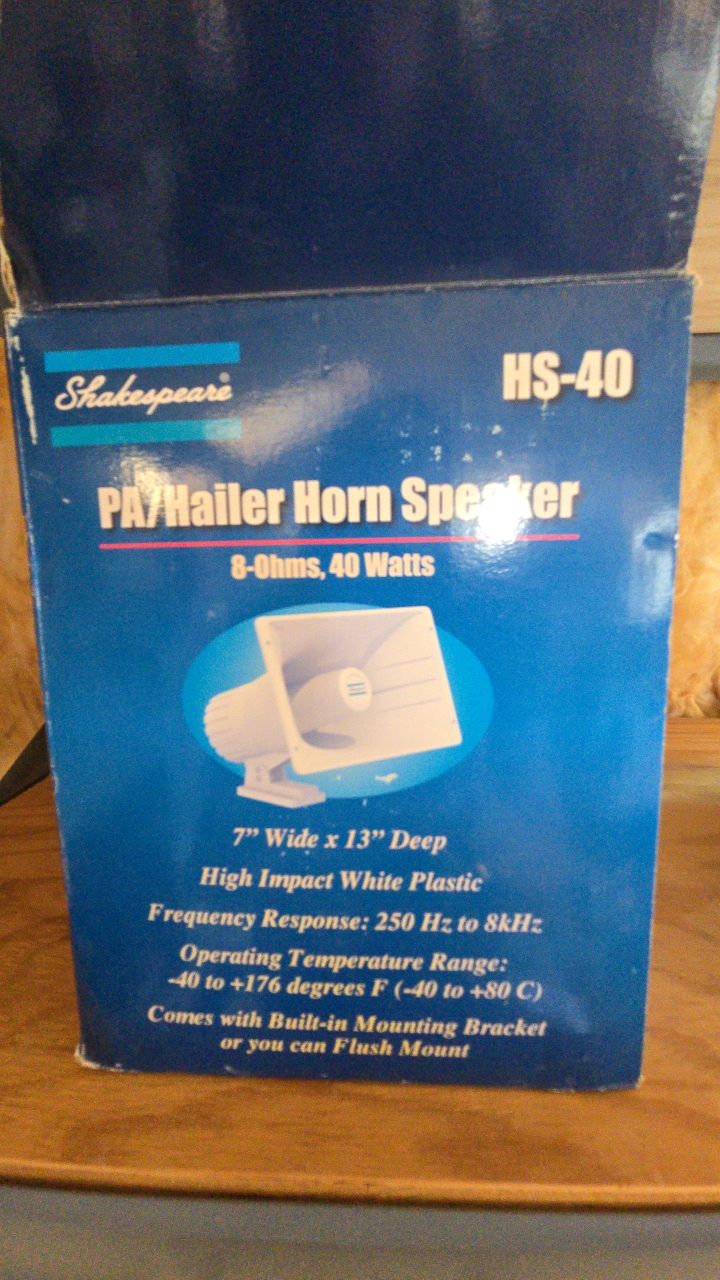 Shakespeare®
HS-40
PA/Hailer Horn Speaker
8-Ohms, 40 Watts
7” Wide x 13” Deep
High Impact White Plastic
Frequency Response: 250 Hz to 8kHz
Operating Temperature Range:
-40 to +176 degrees F (-40 to +80 C)
Comes with Built-in Mounting Bracket
or you can Flush Mount